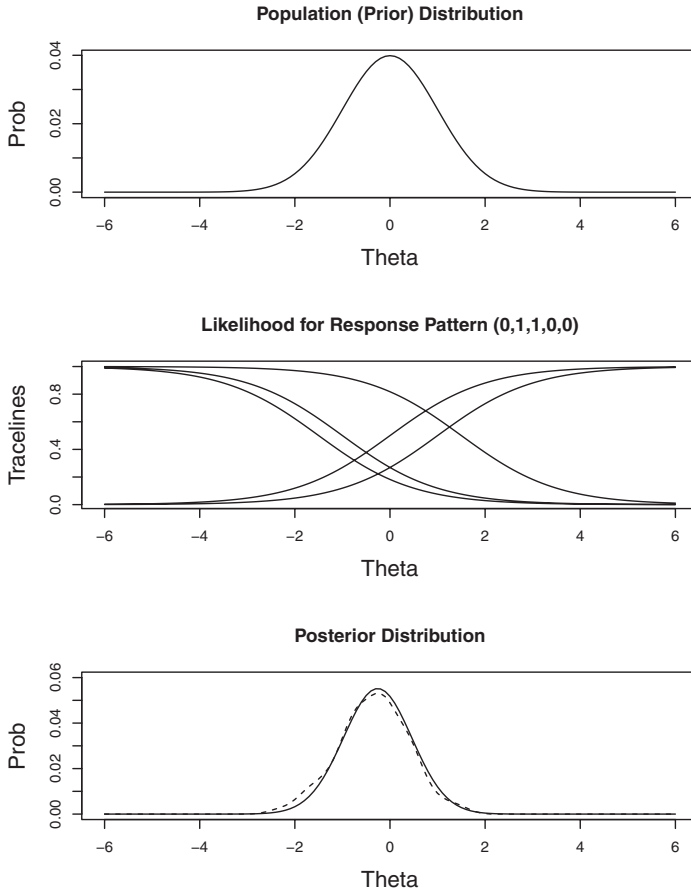 Population (Prior) Distribution
Prob
0.04
0.02
0.00
−6 −4 −2 0 2 4 6
Theta
Likelihood for Response Pattern (0,1,1,0,0)
Tracelines
0.8
0.4
0.0
−6 −4 −2 0 2 4 6
Theta
Posterior Distribution
Prob
0.06
0.04
0.02
0.00
−6 −4 −2 0 2 4 6
Theta